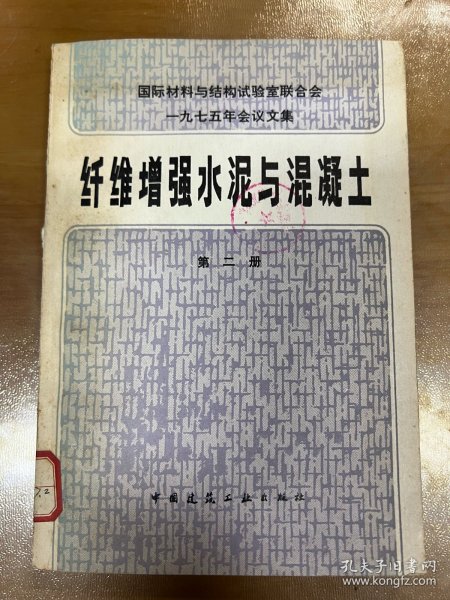 国际材料与结构试验室联合会
一九七五年会议文集
纤维增强水泥与混凝土
第二册
中国建筑工业出版社
孔夫子旧书网
www.kongfz.com